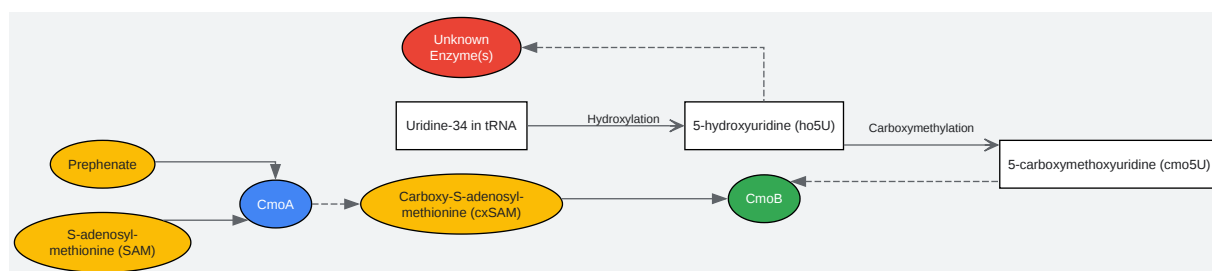 Unknown
Enzyme(s)
Uridine-34 in tRNA
Hydroxylation
5-hydroxyuridine (ho5U)
Carboxymethylation
5-carboxymethoxyuridine (cmo5U)
Prephenate
CmoA
Carboxy-S-adenosyl-
methionine (cxSAM)
CmoB
S-adenosyl-
methionine (SAM)